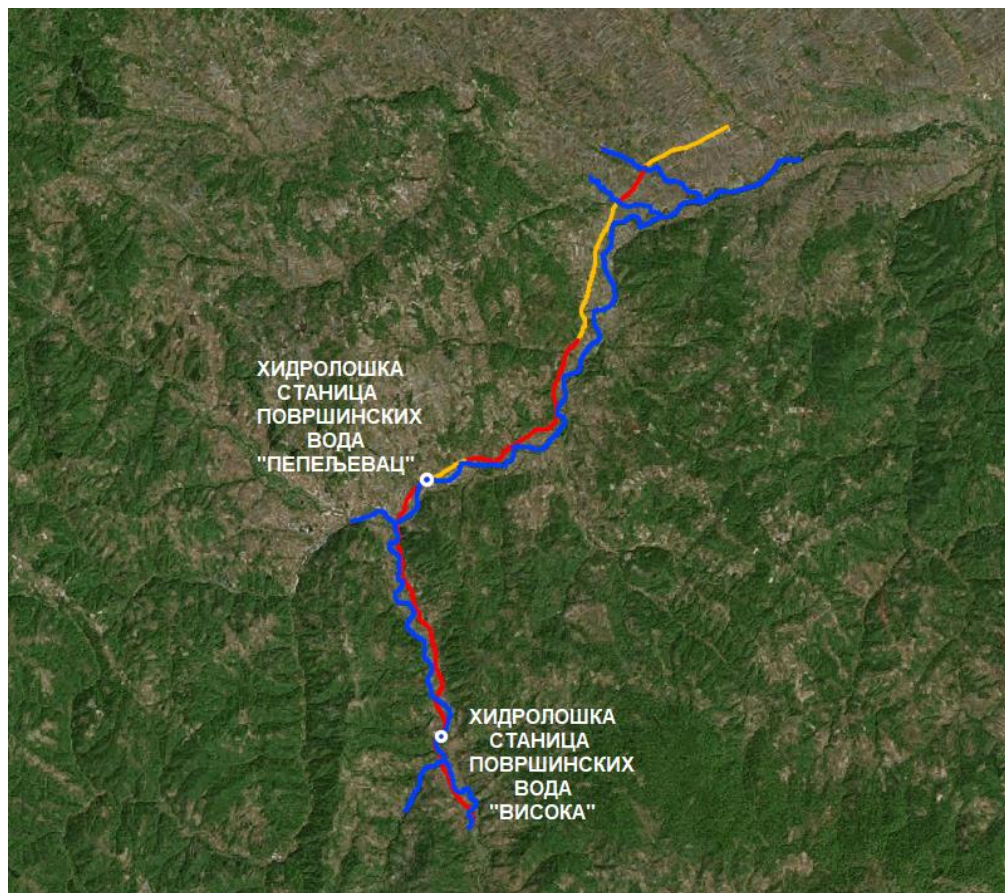 ХИДРОЛОШКА
СТАНИЦА
ПОВРШИНСКИХ
ВОДА
"ПЕПЕЉЕВАЦ"
ХИДРОЛОШКА
СТАНИЦА
ПОВРШИНСКИХ
ВОДА
"ВИСОКА"